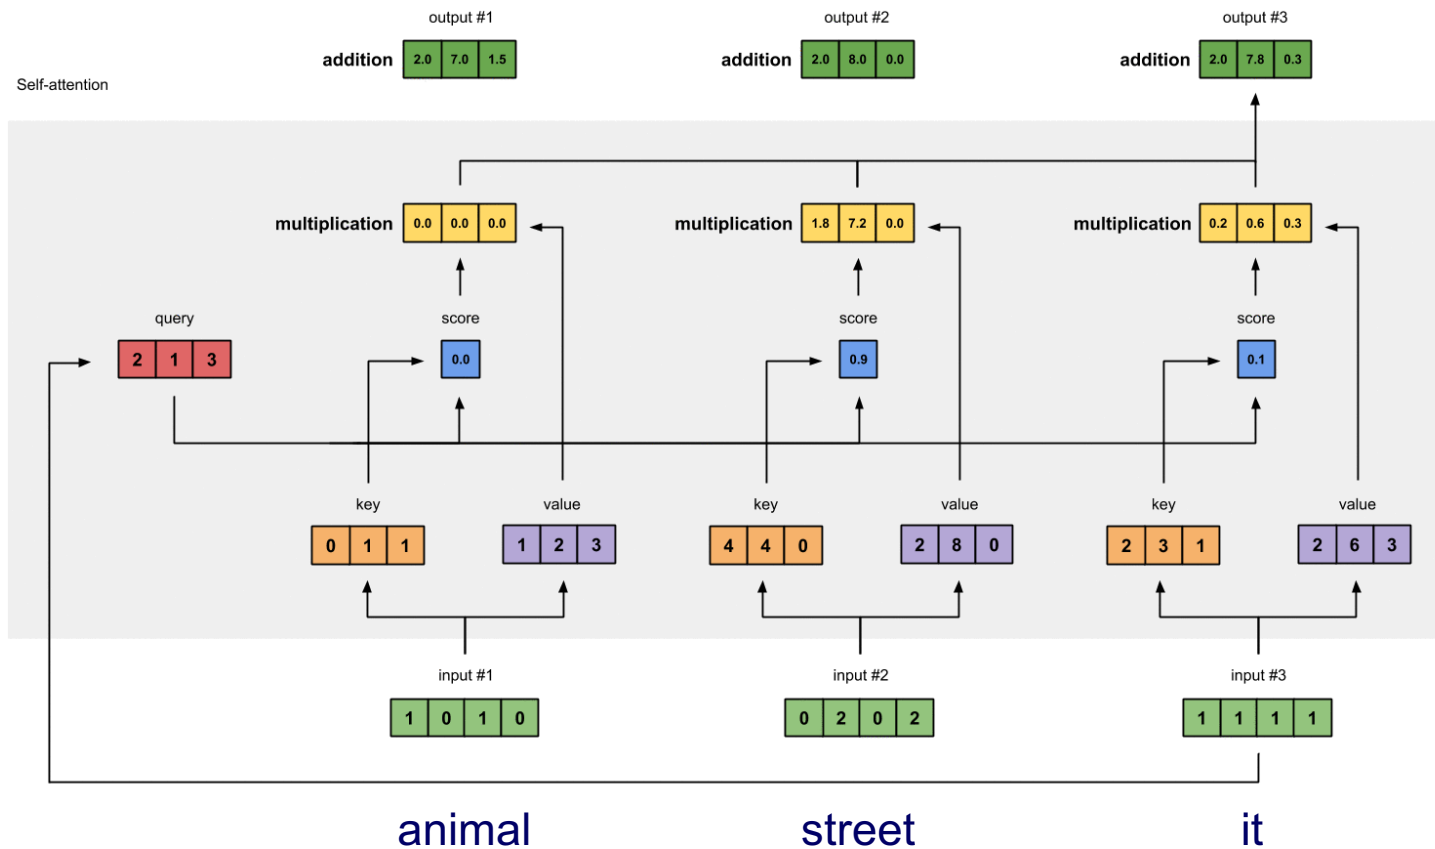 output #1 output #2 output #3
addition 2.0 7.0 1.5 addition 2.0 8.0 0.0 addition 2.0 7.8 0.3
Self-attention
multiplication 0.0 0.0 0.0 multiplication 1.8 7.2 0.0 multiplication 0.2 0.6 0.3
query score score score
2 1 3 0.0 0.9 0.1
key value key value key value
0 1 1 1 2 3 4 4 0 2 8 0 2 3 1 2 6 3
input #1 input #2 input #3
1 0 1 0 0 2 0 2 1 1 1 1
animal street it